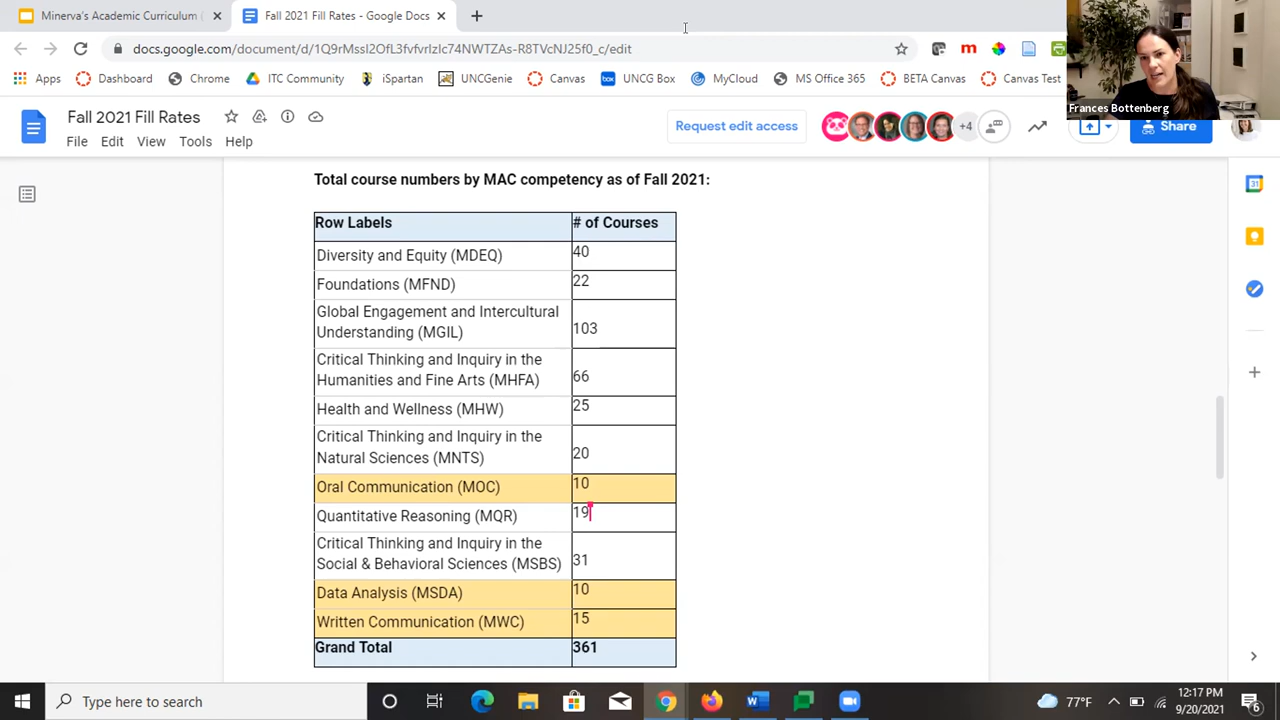 Minerva's Academic Curriculum (
Fall 2021 Fill Rates - Google Docs
docs.google.com/document/d/1Q9rMssI2OfL3fvfvrIzIc74NWTZAs-R8TVcNJ25f0_c/edit
Apps
Dashboard
Chrome
ITC Community
iSpartan
UNCGenie
Canvas
UNCG Box
MyCloud
MS Office 365
BETA Canvas
Canvas Test
Frances Bottenberg
Fall 2021 Fill Rates
File Edit View Tools Help
Request edit access
+4
Share
31
Total course numbers by MAC competency as of Fall 2021:
Row Labels # of Courses
Diversity and Equity (MDEQ) 40
Foundations (MFND) 22
Global Engagement and Intercultural
Understanding (MGIL) 103
Critical Thinking and Inquiry in the
Humanities and Fine Arts (MHFA) 66
Health and Wellness (MHW) 25
Critical Thinking and Inquiry in the
Natural Sciences (MNTS) 20
Oral Communication (MOC) 10
Quantitative Reasoning (MQR) 19
Critical Thinking and Inquiry in the
Social & Behavioral Sciences (MSBS) 31
Data Analysis (MSDA) 10
Written Communication (MWC) 15
Grand Total 361
Type here to search
77°F
12:17 PM
9/20/2021
6